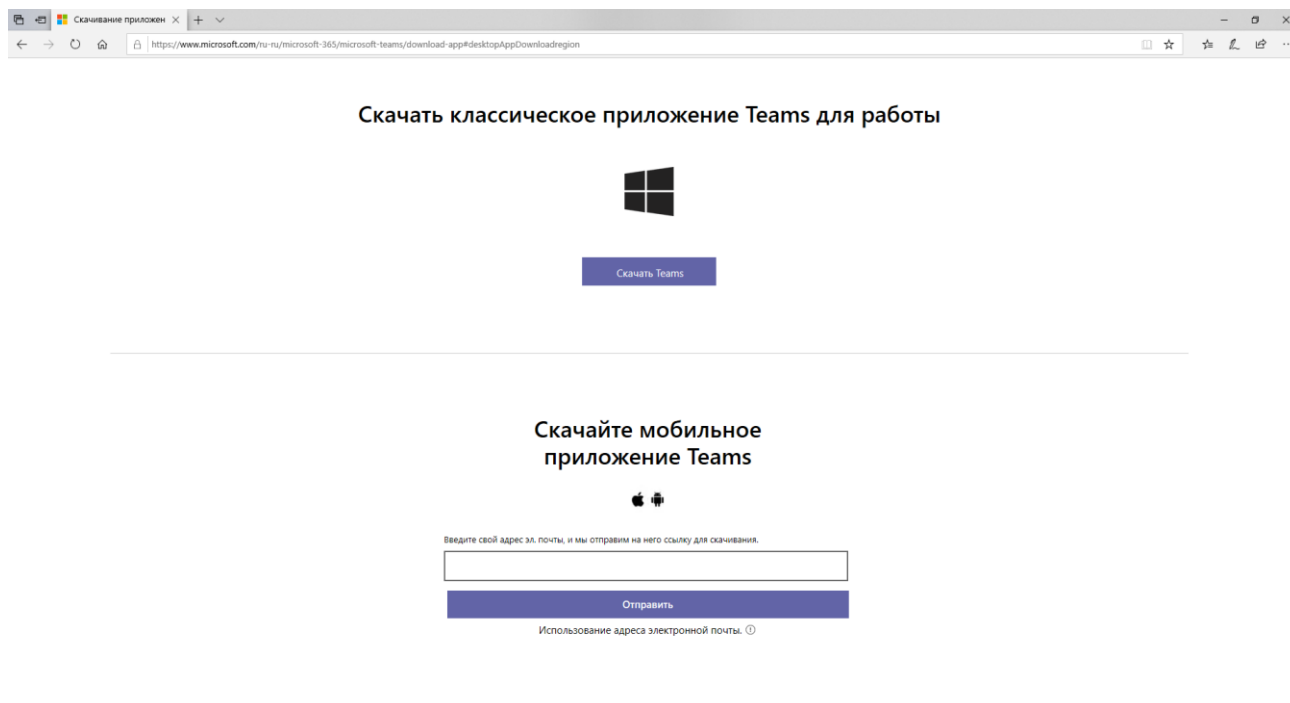 Скачивание приложен
https://www.microsoft.com/ru-ru/microsoft-365/microsoft-teams/download-app#desktopAppDownloadregion
Скачать классическое приложение Teams для работы
Скачать Teams
Скачайте мобильное
приложение Teams
Введите свой адрес эл. почты, и мы отправим на него ссылку для скачивания.
Отправить
Использование адреса электронной почты.